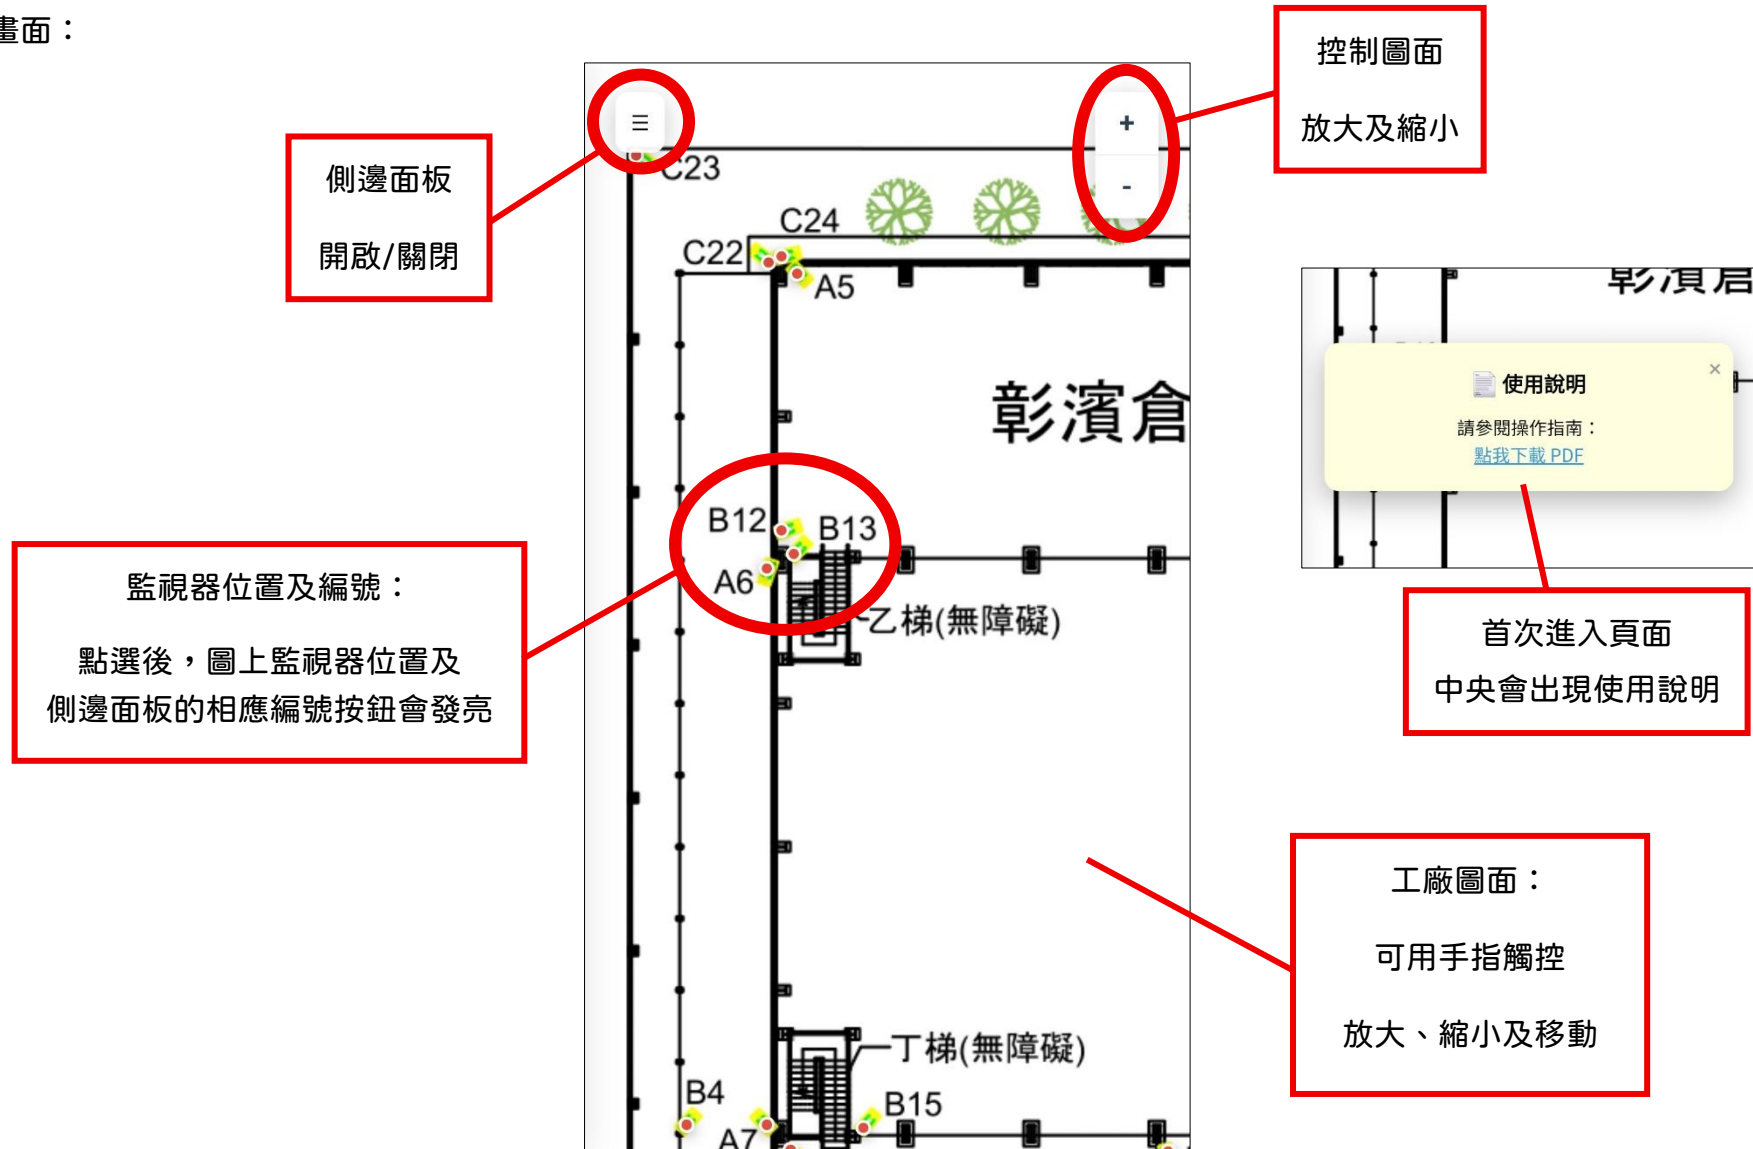 畫面：
控制圖面
放大及縮小
側邊面板
開啟/關閉
☰
+
-
C23
C24
C22
A5
彰濱倉
B12
B13
A6
乙梯(無障礙)
監視器位置及編號：
點選後，圖上監視器位置及
側邊面板的相應編號按鈕會發亮
彰濱倉
×
使用說明
請參閱操作指南：
點我下載 PDF
首次進入頁面
中央會出現使用說明
工廠圖面：
可用手指觸控
放大、縮小及移動
丁梯(無障礙)
B4
A7
B15